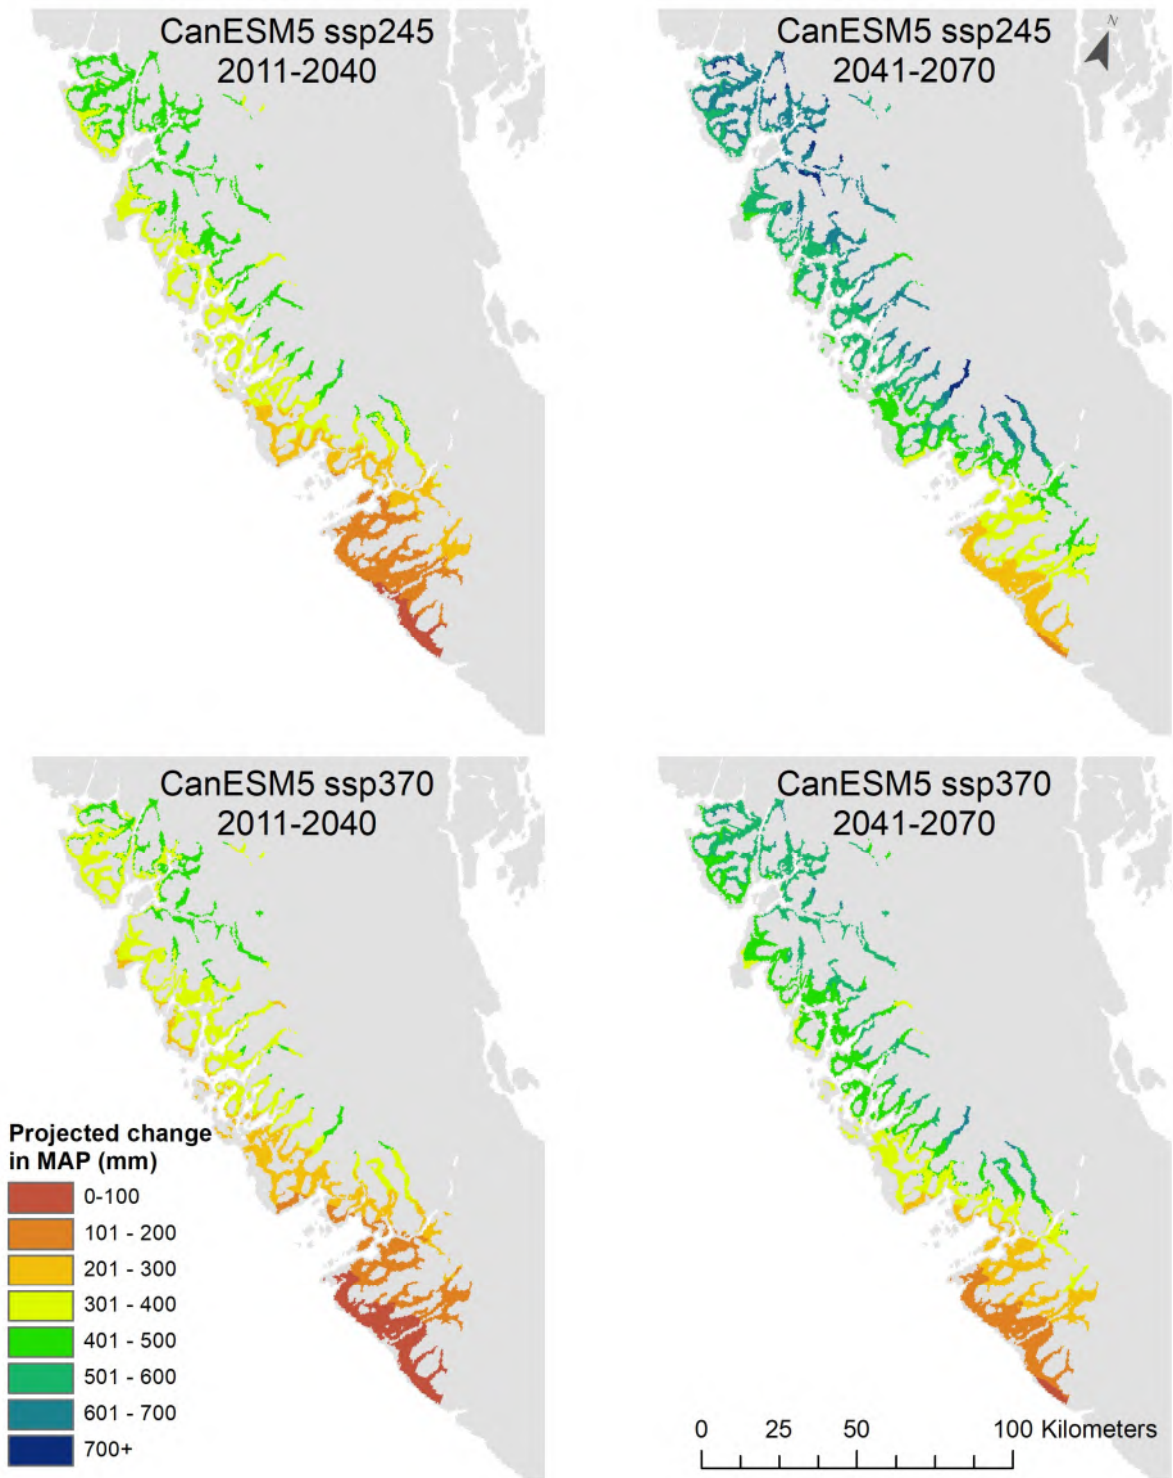 CanESM5 ssp245
2011-2040
CanESM5 ssp245
2041-2070
N
CanESM5 ssp370
2011-2040
CanESM5 ssp370
2041-2070
Projected change
in MAP (mm)
0-100
101 - 200
201 - 300
301 - 400
401 - 500
501 - 600
601 - 700
700+
0 25 50 100 Kilometers